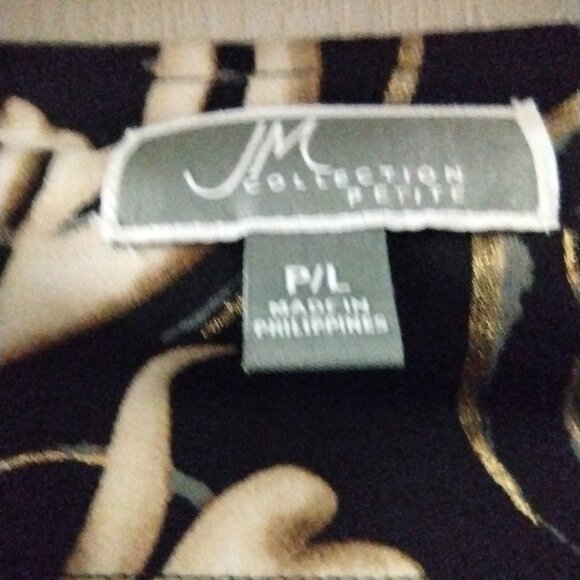 JM
COLLECTION
PETITE
P/L
MADE IN
PHILIPPINES